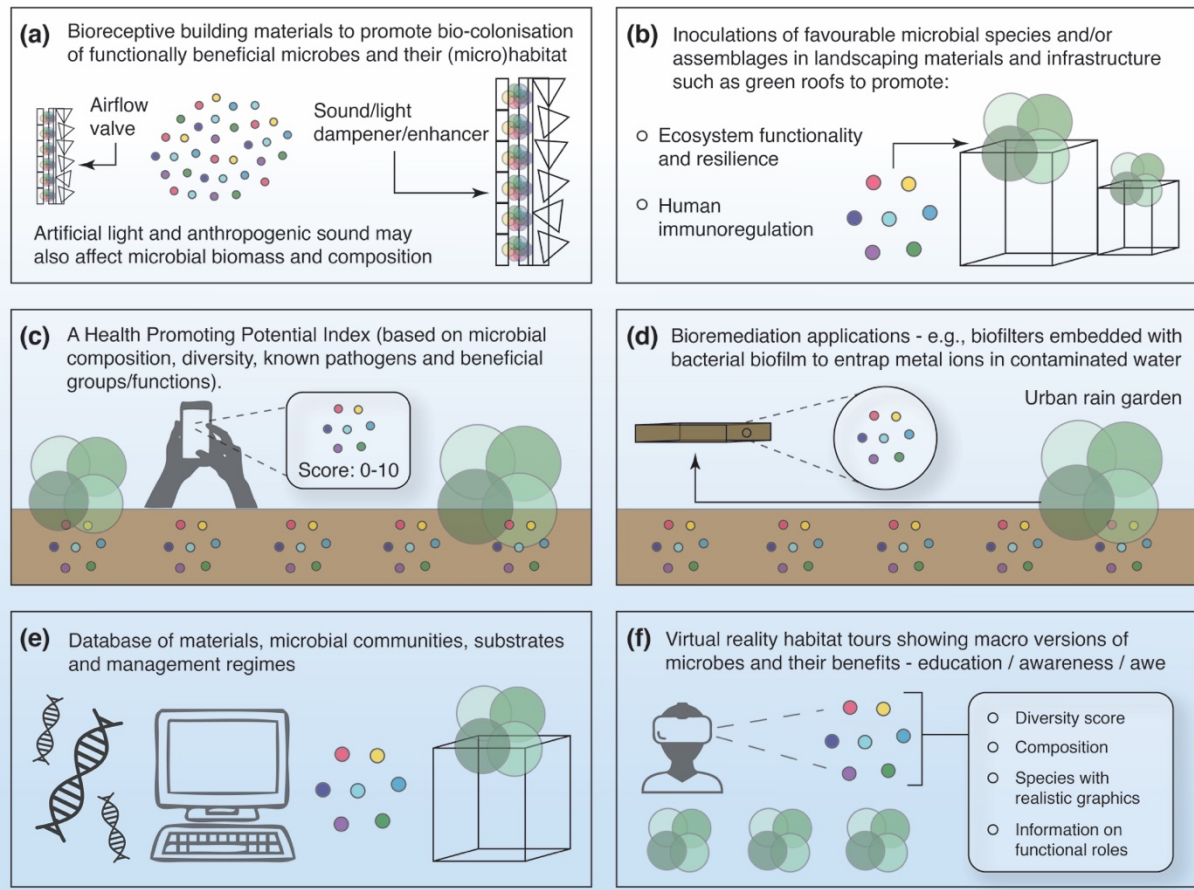 (a) Bioreceptive building materials to promote bio-colonisation
of functionally beneficial microbes and their (micro)habitat
Airflow
valve
Sound/light
dampener/enhancer
Artificial light and anthropogenic sound may
also affect microbial biomass and composition
(b) Inoculations of favourable microbial species and/or
assemblages in landscaping materials and infrastructure
such as green roofs to promote:
Ecosystem functionality
and resilience
Human
immunoregulation
(c) A Health Promoting Potential Index (based on microbial
composition, diversity, known pathogens and beneficial
groups/functions).
Score: 0-10
(d) Bioremediation applications - e.g., biofilters embedded with
bacterial biofilm to entrap metal ions in contaminated water
Urban rain garden
(e) Database of materials, microbial communities, substrates
and management regimes
(f) Virtual reality habitat tours showing macro versions of
microbes and their benefits - education / awareness / awe
Diversity score
Composition
Species with
realistic graphics
Information on
functional roles